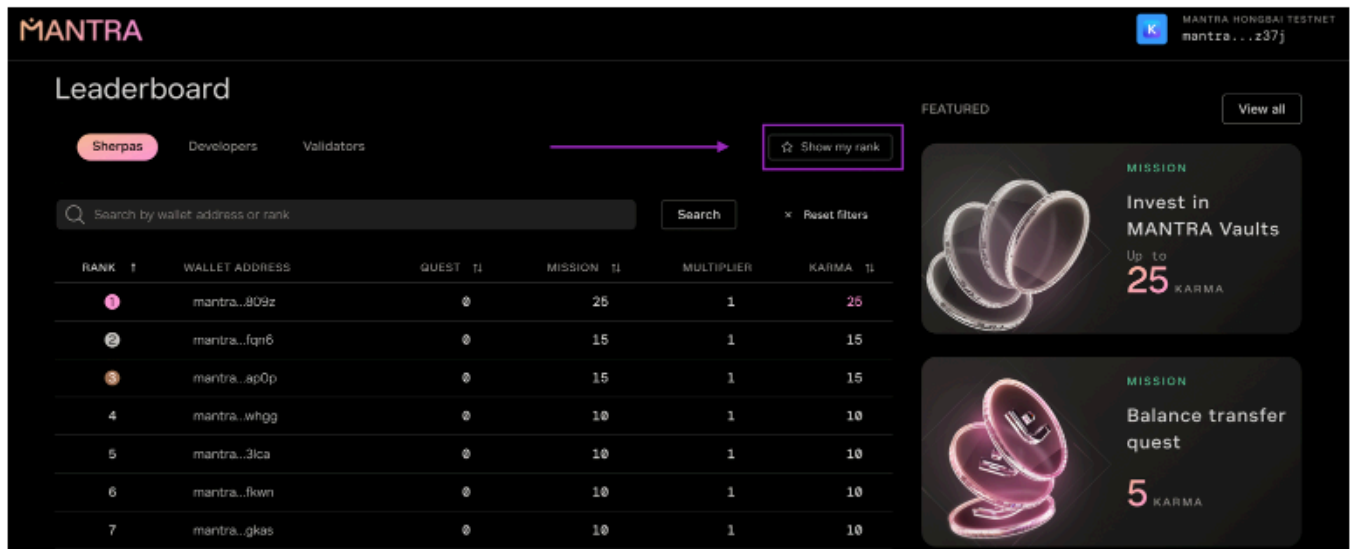 MANTRA
MANTRA HONGBAI TESTNET
K
mantra...z37j
Leaderboard
FEATURED
View all
Sherpas Developers Validators
Show my rank
Search by wallet address or rank
Search
× Reset filters
RANK ↑ WALLET ADDRESS QUEST ↑↓ MISSION ↑↓ MULTIPLIER KARMA ↑↓
1 mantra...809z 0 25 1 25
2 mantra...fqn6 0 15 1 15
3 mantra...ap0p 0 15 1 15
4 mantra...whgg 0 10 1 10
5 mantra...3lca 0 10 1 10
6 mantra...fkwn 0 10 1 10
7 mantra...gkas 0 10 1 10
MISSION
Invest in
MANTRA Vaults
Up to
25 KARMA
MISSION
Balance transfer
quest
5 KARMA